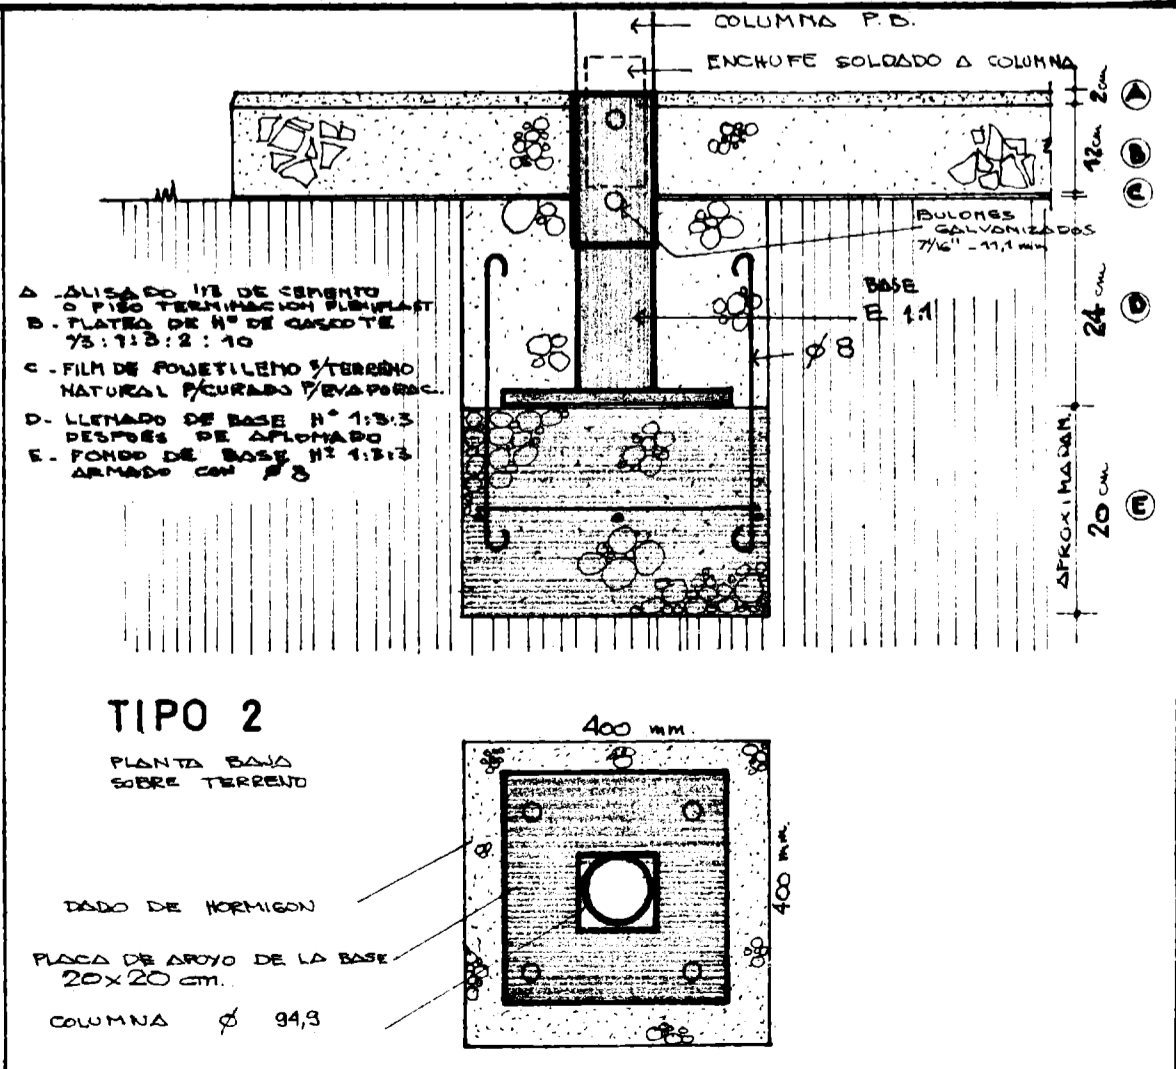 COLUMNA P.B.
ENCHUFE SOLDADO A COLUMNA
2cm
A
12cm
B
C
BULONES
GALVANIZADOS
7/16" - 11,1 mm
BASE
E 1.1
24 cm
D
Ø 8
A - ALISADO 1:3 DE CEMENTO
O PISO TERMINACION FLEXIPLAST
B. - PLATEA DE Hº DE CASCOTE
1/3 : 1 : 3 : 2 : 10
C - FILM DE POLIETILENO S/TERRENO
NATURAL P/CURADO P/EVAPORAC.
D - LLENADO DE BASE Hº 1:3:3
DESPUES DE APLOMADO
E - FONDO DE BASE Hº 1:3:3
ARMADO CON Ø 8
APROXIMADAM.
20 cm
E
TIPO 2
PLANTA BAJA
SOBRE TERRENO
400 mm.
400 mm.
DADO DE HORMIGON
PLACA DE APOYO DE LA BASE
20x20 cm.
COLUMNA Ø 94,9